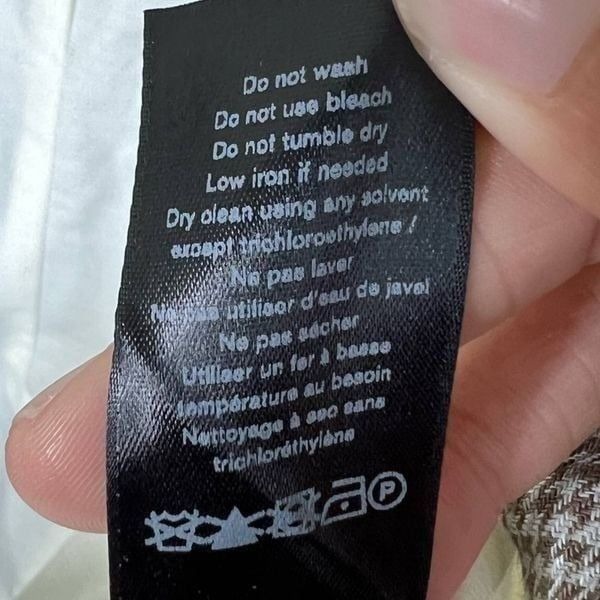 Do not wash
Do not use bleach
Do not tumble dry
Low iron if needed
Dry clean using any solvent
except trichloroethylene /
Ne pas laver
Ne pas utiliser d'eau de javel
Ne pas sécher
Utiliser un fer à basse
température au besoin
Nettoyage à sec sans
trichloréthylène
P